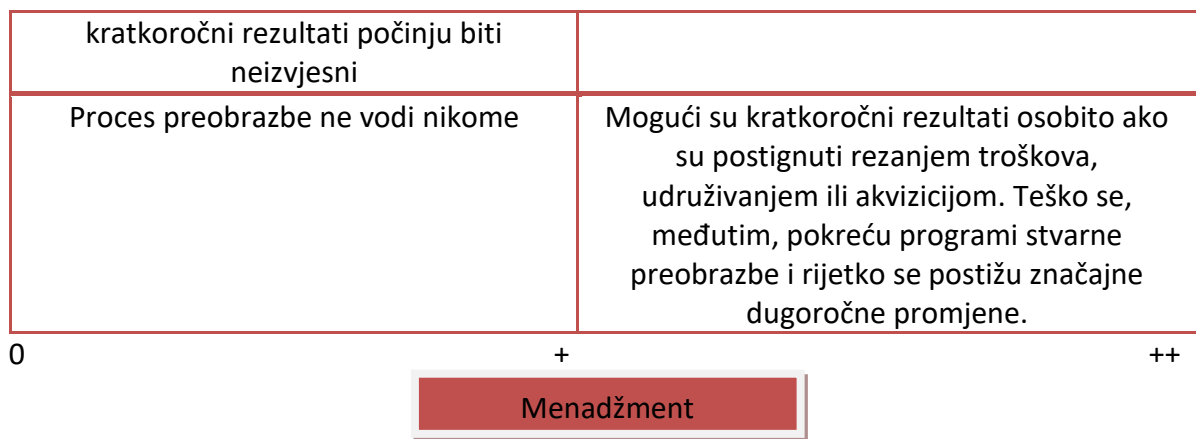 kratkoročni rezultati počinju biti
neizvjesni
Proces preobrazbe ne vodi nikome
Mogući su kratkoročni rezultati osobito ako
su postignuti rezanjem troškova,
udruživanjem ili akvizicijom. Teško se,
međutim, pokreću programi stvarne
preobrazbe i rijetko se postižu značajne
dugoročne promjene.
0 + ++
Menadžment